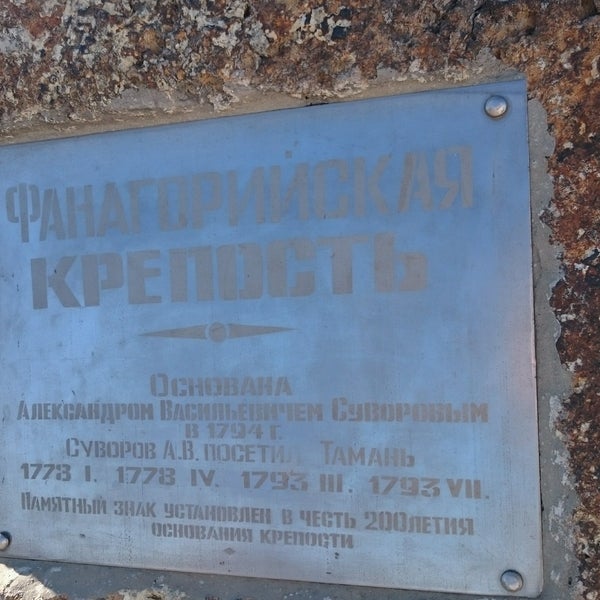 ФАНАГОРИЙСКАЯ
КРЕПОСТЬ
ОСНОВАНА
АЛЕКСАНДРОМ ВАСИЛЬЕВИЧЕМ СУВОРОВЫМ
В 1794 Г.
СУВОРОВ А.В. ПОСЕТИЛ ТАМАНЬ
1778 I. 1778 IV. 1793 III. 1793 VII.
ПАМЯТНЫЙ ЗНАК УСТАНОВЛЕН В ЧЕСТЬ 200ЛЕТИЯ
ОСНОВАНИЯ КРЕПОСТИ